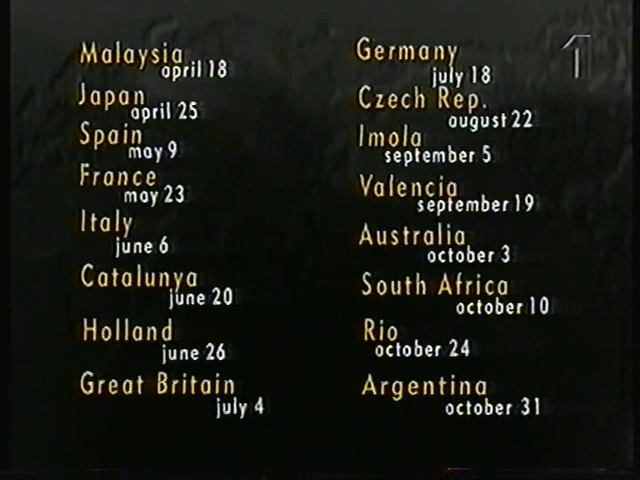 Malaysia
april 18
Japan
april 25
Spain
may 9
France
may 23
Italy
june 6
Catalunya
june 20
Holland
june 26
Great Britain
july 4
Germany
july 18
Czech Rep.
august 22
Imola
september 5
Valencia
september 19
Australia
october 3
South Africa
october 10
Rio
october 24
Argentina
october 31
1